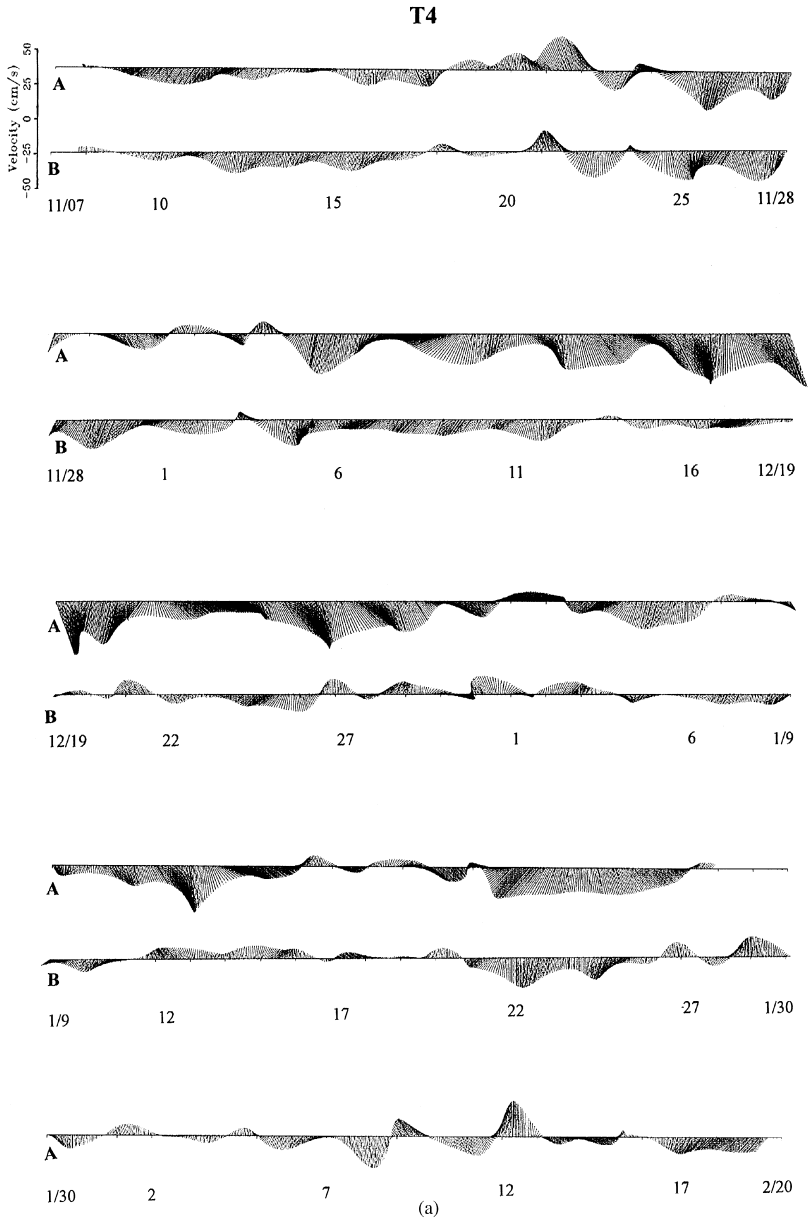 T4
50
25
0
-25
-50
Velocity (cm/s)
A
B
11/07 10 15 20 25 11/28
A
B
11/28 1 6 11 16 12/19
A
B
12/19 22 27 1 6 1/9
A
B
1/9 12 17 22 27 1/30
A
1/30 2 7 12 17 2/20
(a)